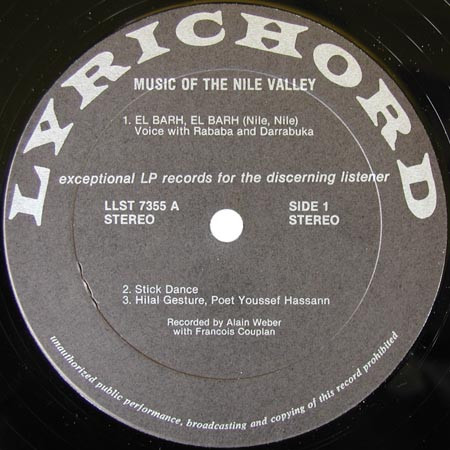 LYRICHORD
MUSIC OF THE NILE VALLEY
1. EL BARH, EL BARH (Nile, Nile)
Voice with Rababa and Darrabuka
exceptional LP records for the discerning listener
LLST 7355 A
STEREO
SIDE 1
STEREO
2. Stick Dance
3. Hilal Gesture, Poet Youssef Hassann
Recorded by Alain Weber
with Francois Couplan
unauthorized public performance, broadcasting and copying of this record prohibited